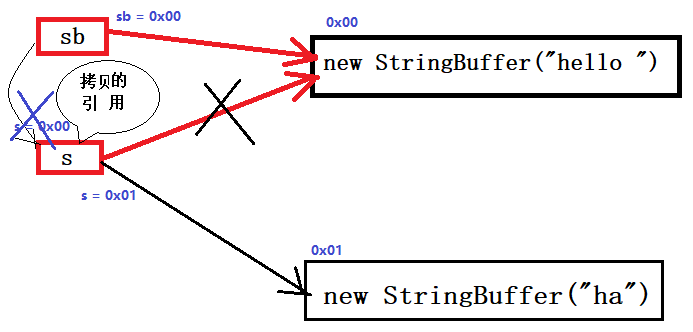 sb = 0x00
0x00
sb
new StringBuffer("hello ")
拷贝的
引 用
s = 0x00
s
s = 0x01
0x01
new StringBuffer("ha")